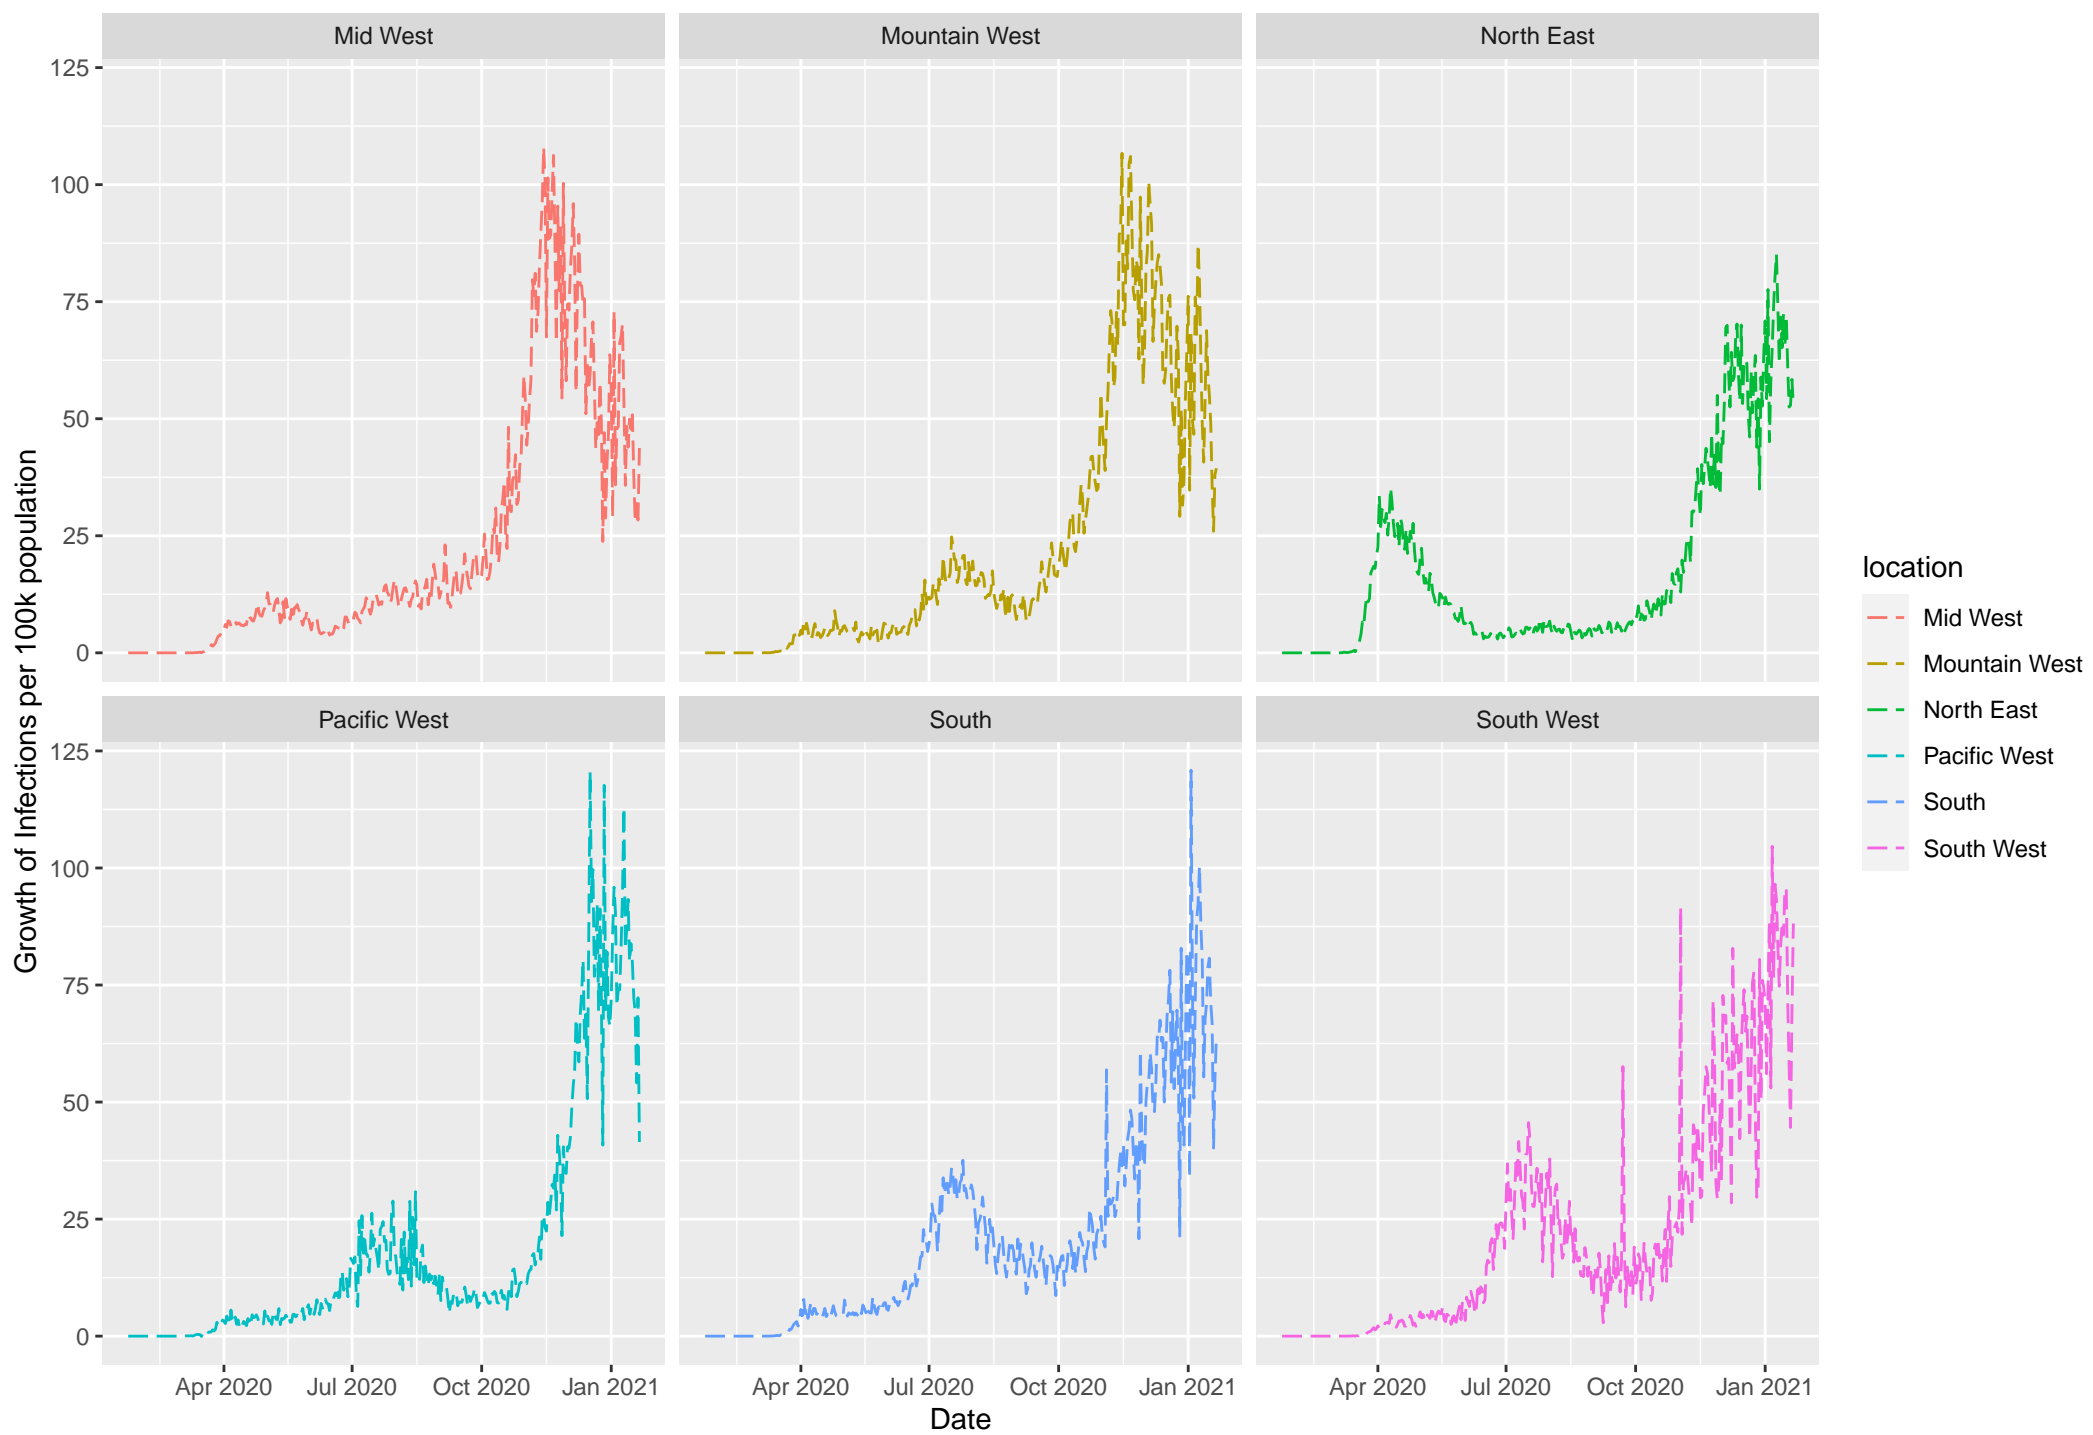 Mid West
Mountain West
North East
125
100
75
50
25
0
Pacific West
South
South West
125
100
75
50
25
0
Apr 2020 Jul 2020 Oct 2020 Jan 2021
Apr 2020 Jul 2020 Oct 2020 Jan 2021
Apr 2020 Jul 2020 Oct 2020 Jan 2021
Date
Growth of Infections per 100k population
location
Mid West
Mountain West
North East
Pacific West
South
South West